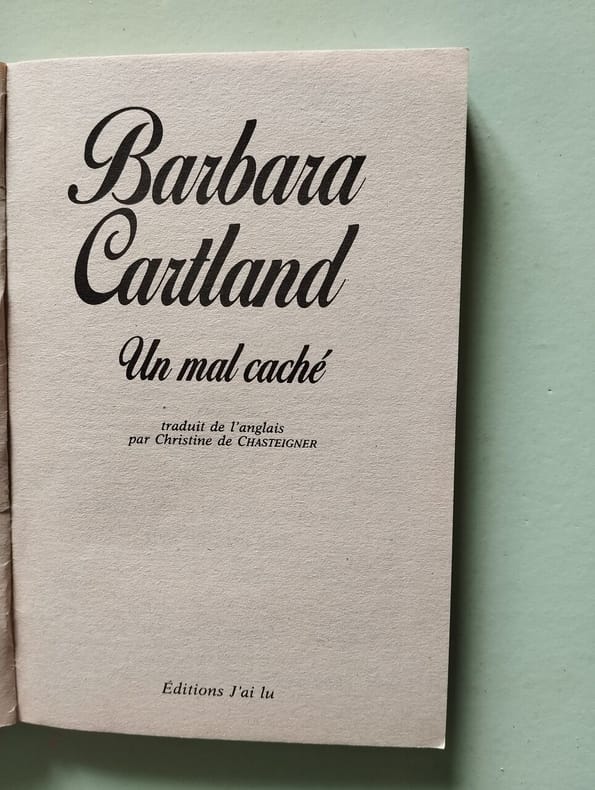 Barbara
Cartland
Un mal caché
traduit de l'anglais
par Christine de CHASTEIGNER
Éditions J'ai lu